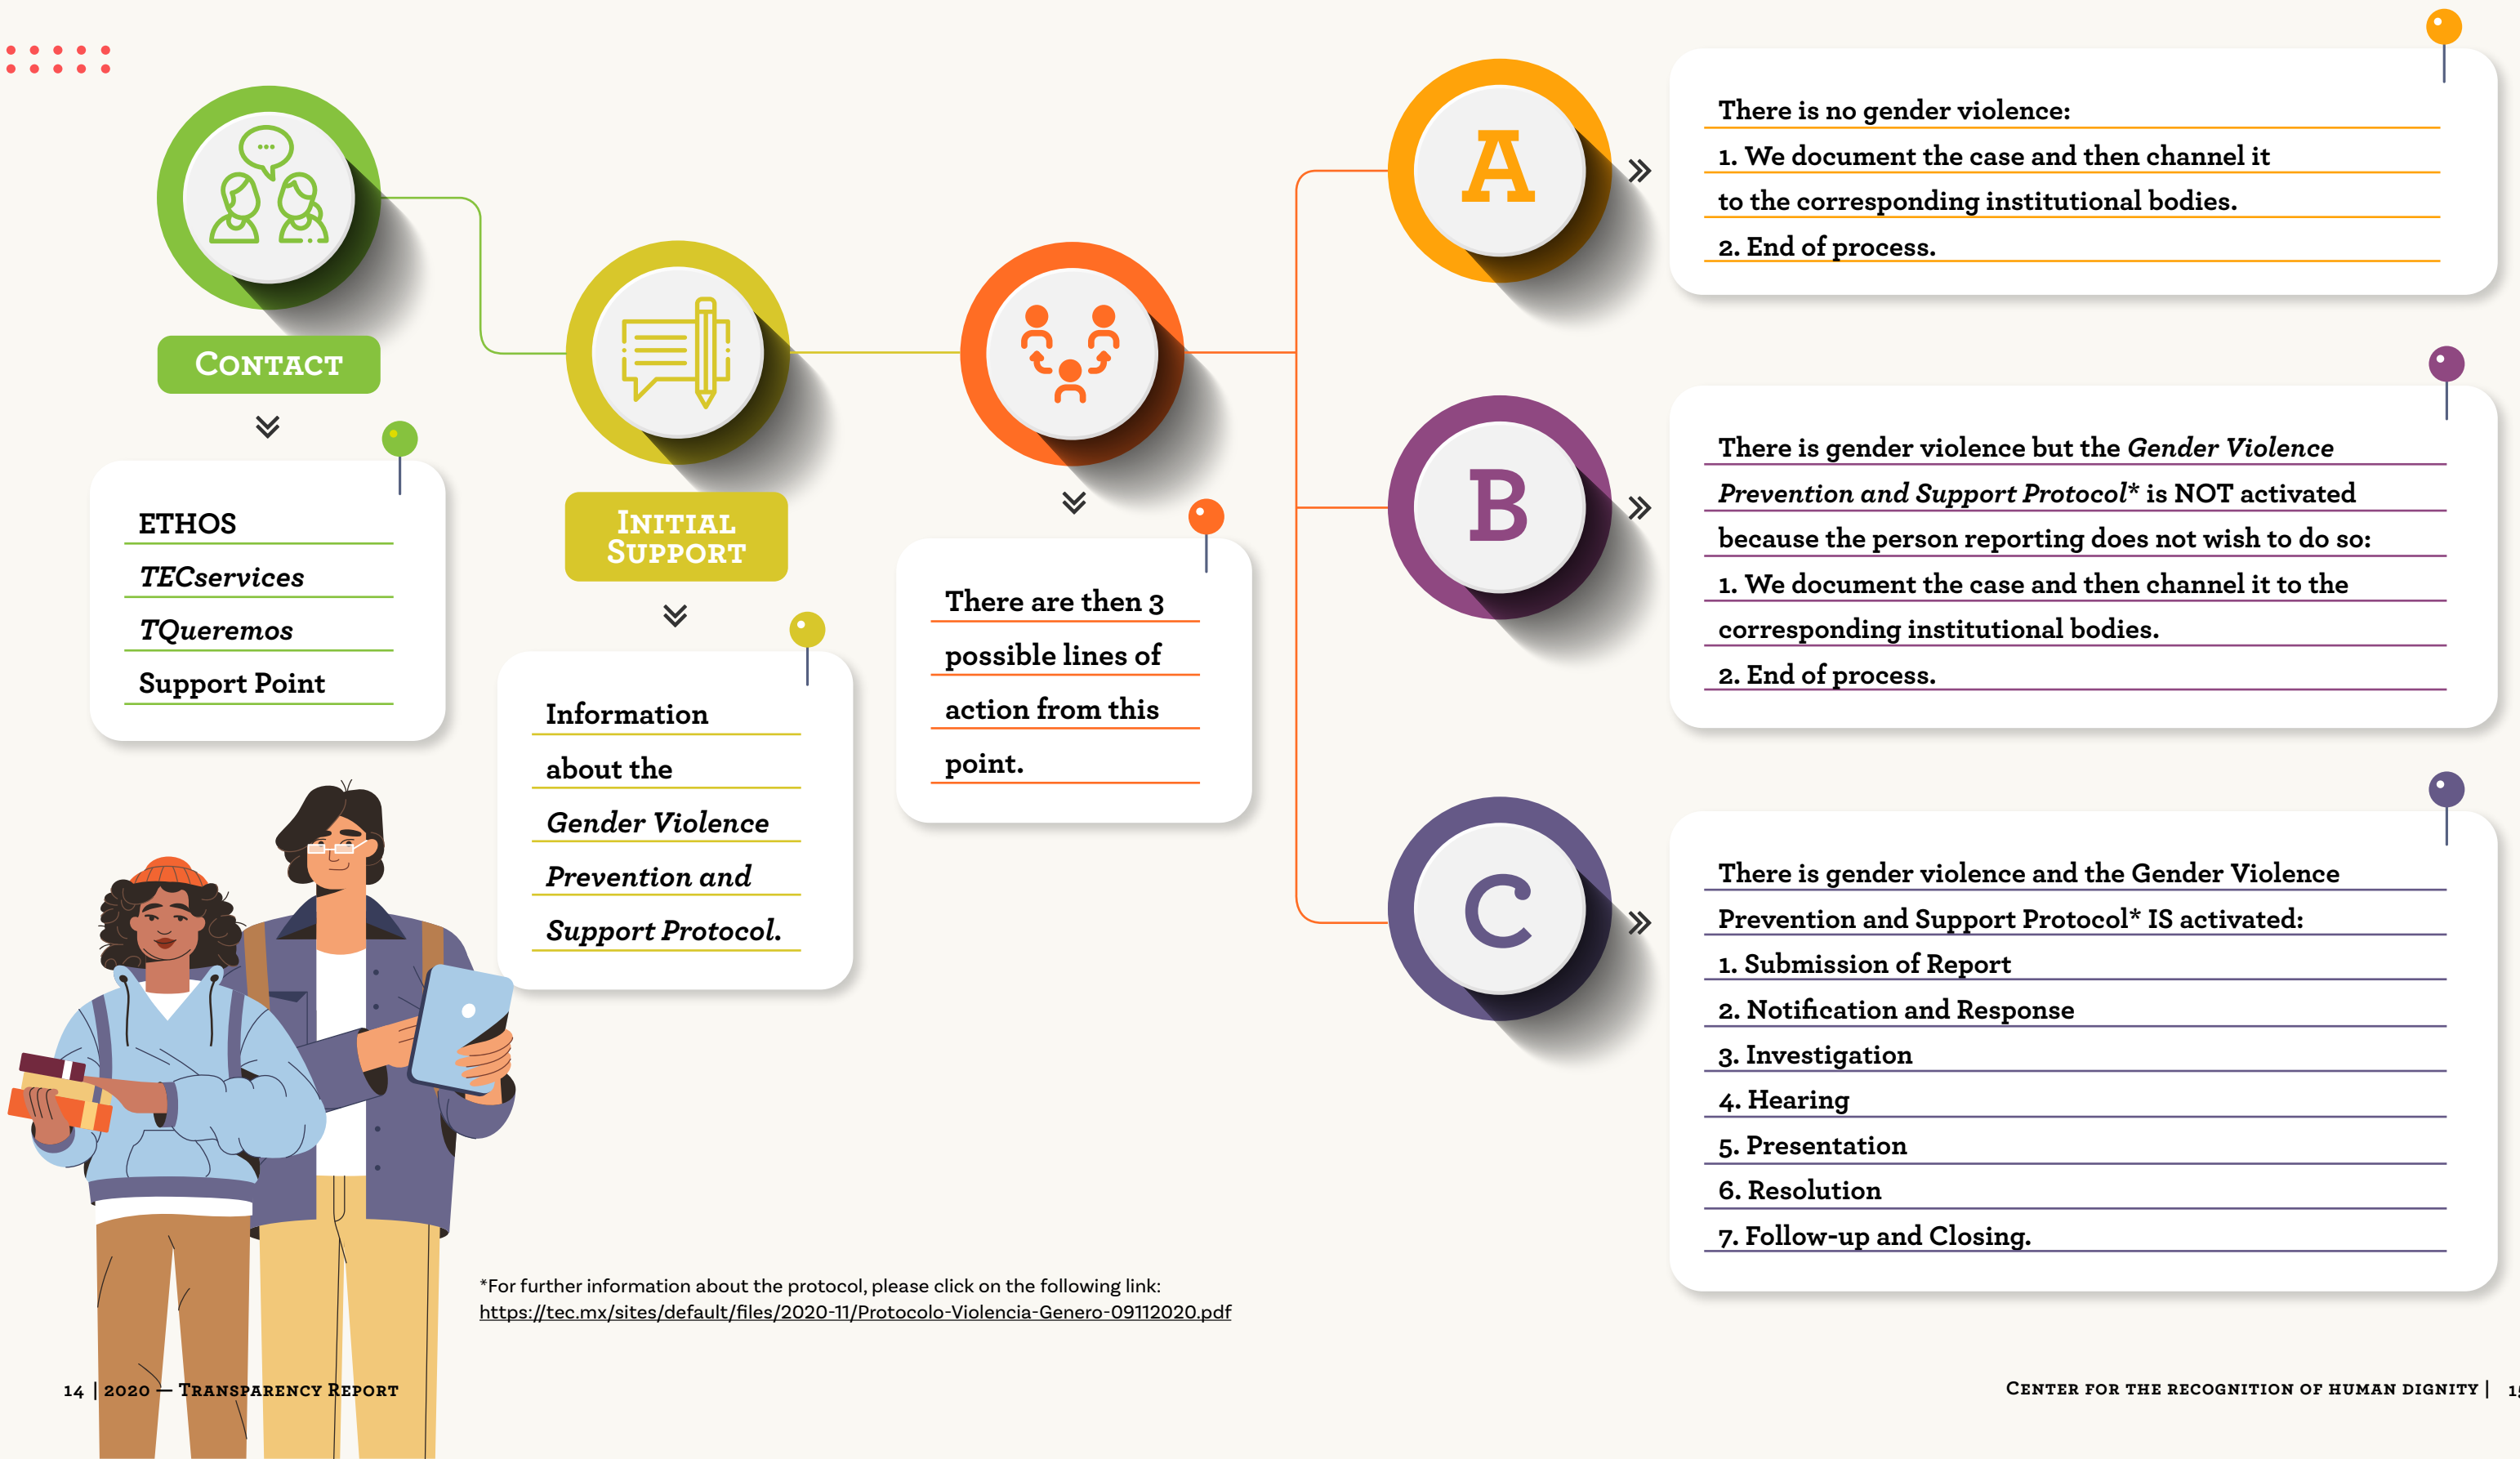 Contact
ETHOS
TECservices
TQueremos
Support Point
Initial
Support
Information
about the
Gender Violence
Prevention and
Support Protocol.
There are then 3
possible lines of
action from this
point.
A
There is no gender violence:
1. We document the case and then channel it
to the corresponding institutional bodies.
2. End of process.
B
There is gender violence but the Gender Violence
Prevention and Support Protocol* is NOT activated
because the person reporting does not wish to do so:
1. We document the case and then channel it to the
corresponding institutional bodies.
2. End of process.
C
There is gender violence and the Gender Violence
Prevention and Support Protocol* IS activated:
1. Submission of Report
2. Notification and Response
3. Investigation
4. Hearing
5. Presentation
6. Resolution
7. Follow-up and Closing.
*For further information about the protocol, please click on the following link:
https://tec.mx/sites/default/files/2020-11/Protocolo-Violencia-Genero-09112020.pdf
14 | 2020 — Transparency Report
Center for the recognition of human dignity |